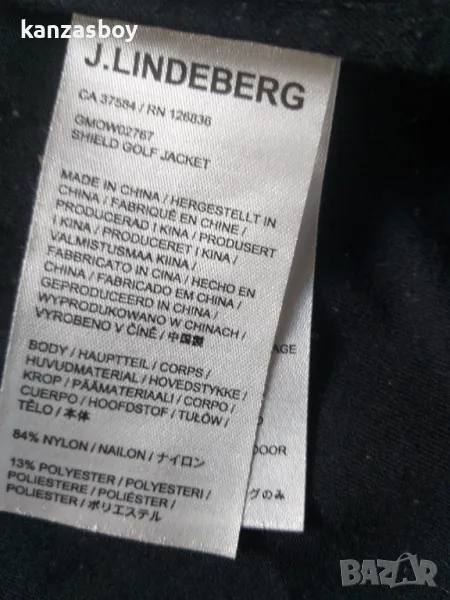 kanzasboy
J.LINDEBERG
CA 37584 / RN 126836
GMOW02767
SHIELD GOLF JACKET
MADE IN CHINA / HERGESTELLT IN
CHINA / FABRIQUÉ EN CHINE /
PRODUCERAD I KINA / PRODUSERT
I KINA / PRODUCERET I KINA /
VALMISTUSMAA KIINA /
FABBRICATO IN CINA / HECHO EN
CHINA / FABRICADO EM CHINA /
GEPRODUCEERD IN CHINA /
WYPRODUKOWANO W CHINACH /
VYROBENO V ČÍNĚ / 中国製
BODY / HAUPTTEIL / CORPS /
HUVUDMATERIAL / HOVEDSTYKKE /
KROP / PÄÄMATERIAALI / CORPO /
CUERPO / HOOFDSTOF / TUŁÓW /
TĚLO / 本体
84% NYLON / NAILON / ナイロン
13% POLYESTER / POLYESTERI /
POLIESTERE / POLIÉSTER /
POLIESTER / ポリエステル
AGE
DOOR
グのみ
BAZAR